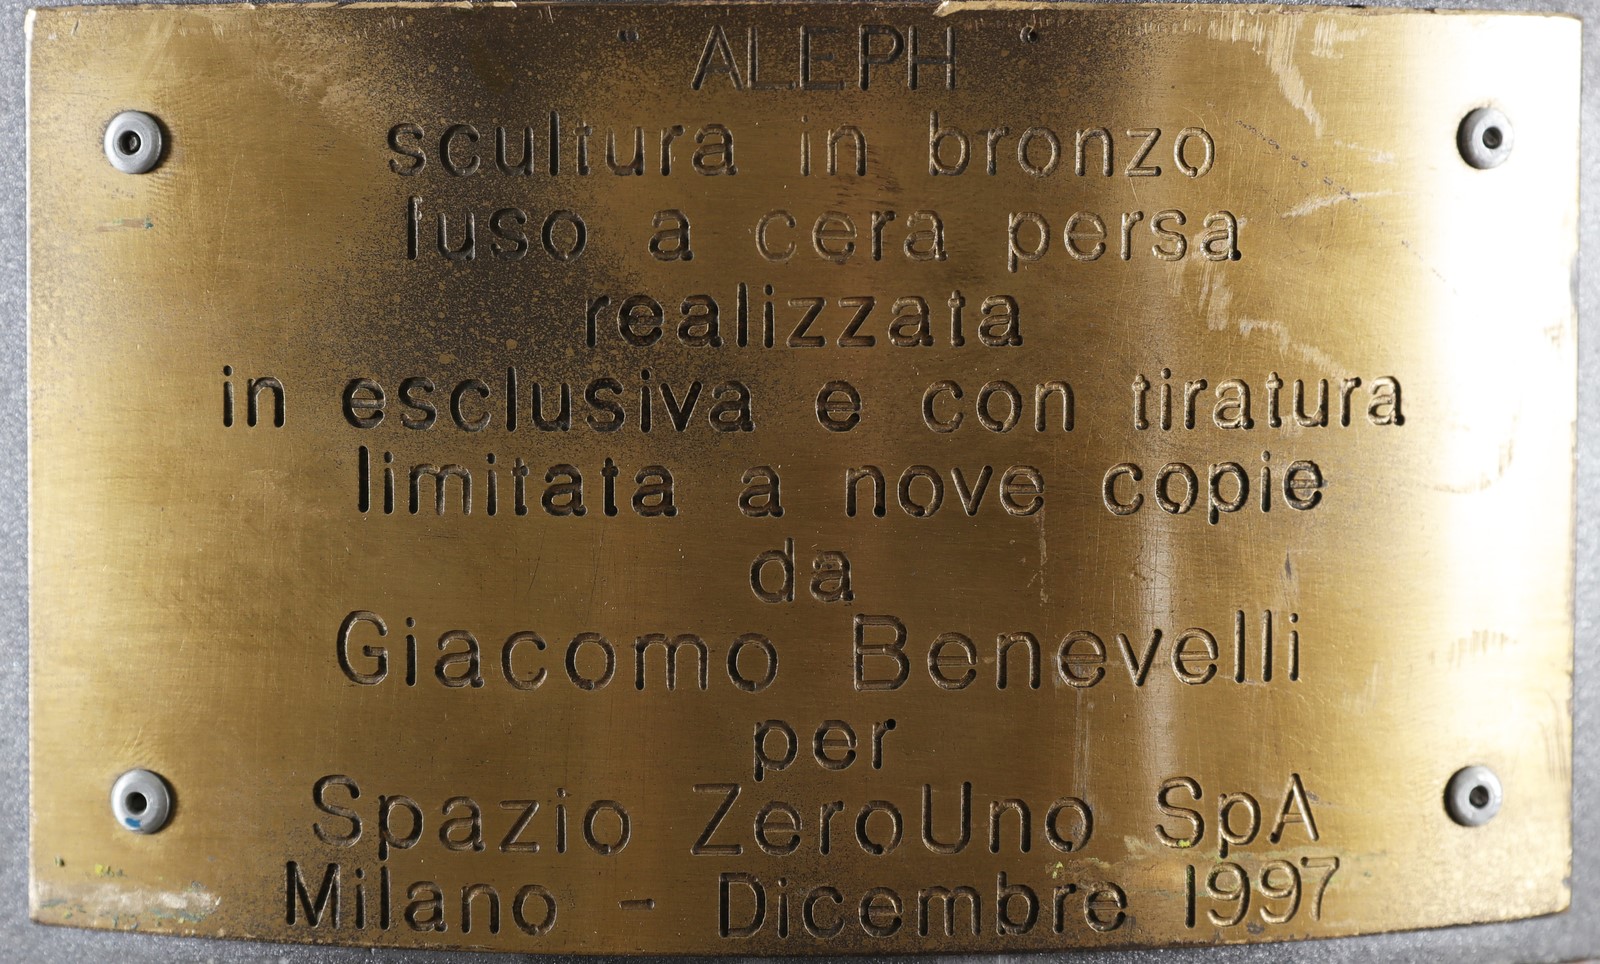 " ALEPH "
scultura in bronzo
fuso a cera persa
realizzata
in esclusiva e con tiratura
limitata a nove copie
da
Giacomo Benevelli
per
Spazio ZeroUno SpA
Milano - Dicembre 1997